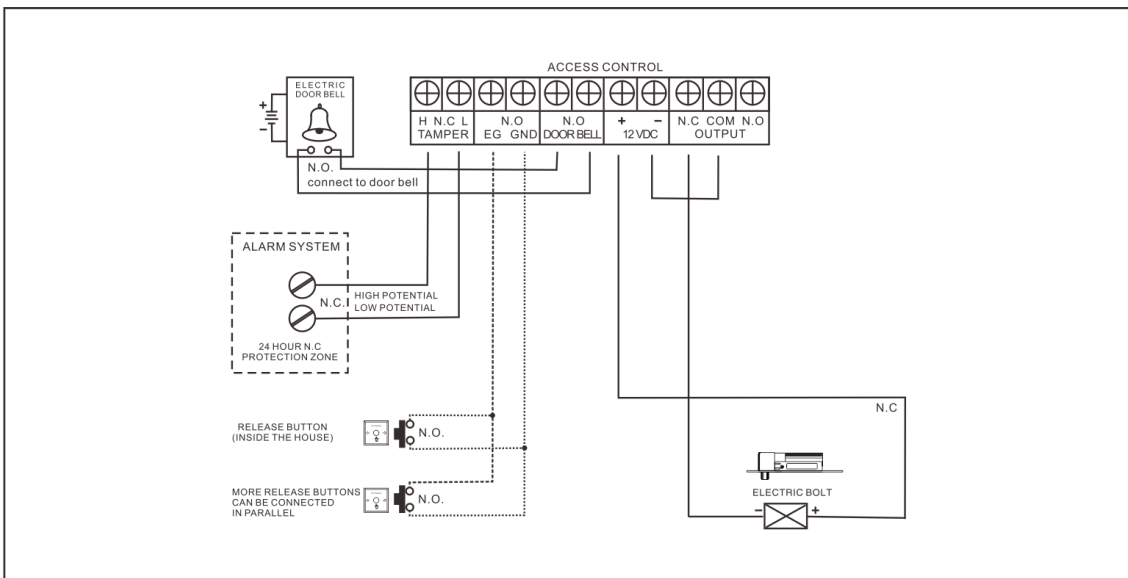 ACCESS CONTROL
ELECTRIC
DOOR BELL
+
−
H N.C L N.O N.O + − N.C COM N.O
TAMPER EG GND DOOR BELL 12 VDC OUTPUT
N.O.
connect to door bell
ALARM SYSTEM
N.C.
HIGH POTENTIAL
LOW POTENTIAL
24 HOUR N.C
PROTECTION ZONE
N.C
RELEASE BUTTON
(INSIDE THE HOUSE)
N.O.
MORE RELEASE BUTTONS
CAN BE CONNECTED
IN PARALLEL
N.O.
ELECTRIC BOLT
− +